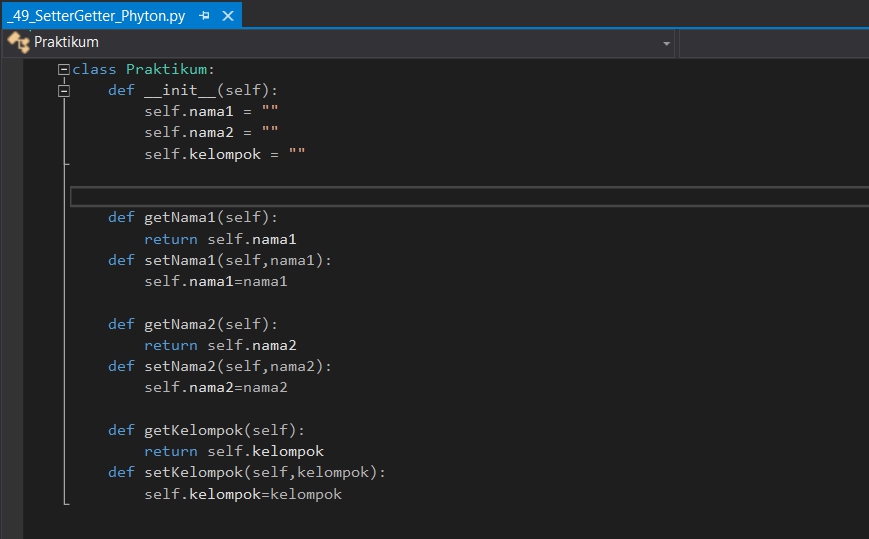 _49_SetterGetter_Phyton.py
Praktikum
class Praktikum:
    def __init__(self):
        self.nama1 = ""
        self.nama2 = ""
        self.kelompok = ""
    def getNama1(self):
        return self.nama1
    def setNama1(self,nama1):
        self.nama1=nama1
    def getNama2(self):
        return self.nama2
    def setNama2(self,nama2):
        self.nama2=nama2
    def getKelompok(self):
        return self.kelompok
    def setKelompok(self,kelompok):
        self.kelompok=kelompok